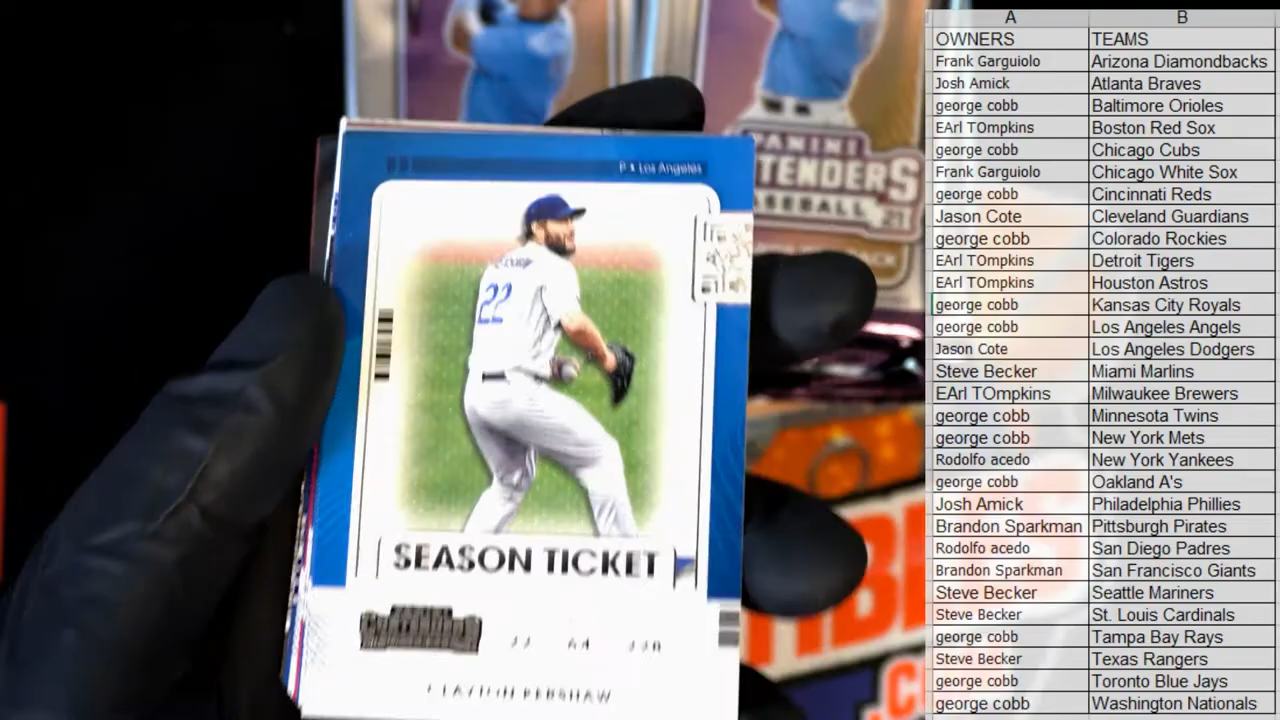 P • Los Angeles
22
SEASON TICKET
CLAYTON KERSHAW
PANINI
CONTENDERS
BASEBALL 21
A B
OWNERS TEAMS
Frank Garguiolo Arizona Diamondbacks
Josh Amick Atlanta Braves
george cobb Baltimore Orioles
EArl TOmpkins Boston Red Sox
george cobb Chicago Cubs
Frank Garguiolo Chicago White Sox
george cobb Cincinnati Reds
Jason Cote Cleveland Guardians
george cobb Colorado Rockies
EArl TOmpkins Detroit Tigers
EArl TOmpkins Houston Astros
george cobb Kansas City Royals
george cobb Los Angeles Angels
Jason Cote Los Angeles Dodgers
Steve Becker Miami Marlins
EArl TOmpkins Milwaukee Brewers
george cobb Minnesota Twins
george cobb New York Mets
Rodolfo acedo New York Yankees
george cobb Oakland A's
Josh Amick Philadelphia Phillies
Brandon Sparkman Pittsburgh Pirates
Rodolfo acedo San Diego Padres
Brandon Sparkman San Francisco Giants
Steve Becker Seattle Mariners
Steve Becker St. Louis Cardinals
george cobb Tampa Bay Rays
Steve Becker Texas Rangers
george cobb Toronto Blue Jays
george cobb Washington Nationals